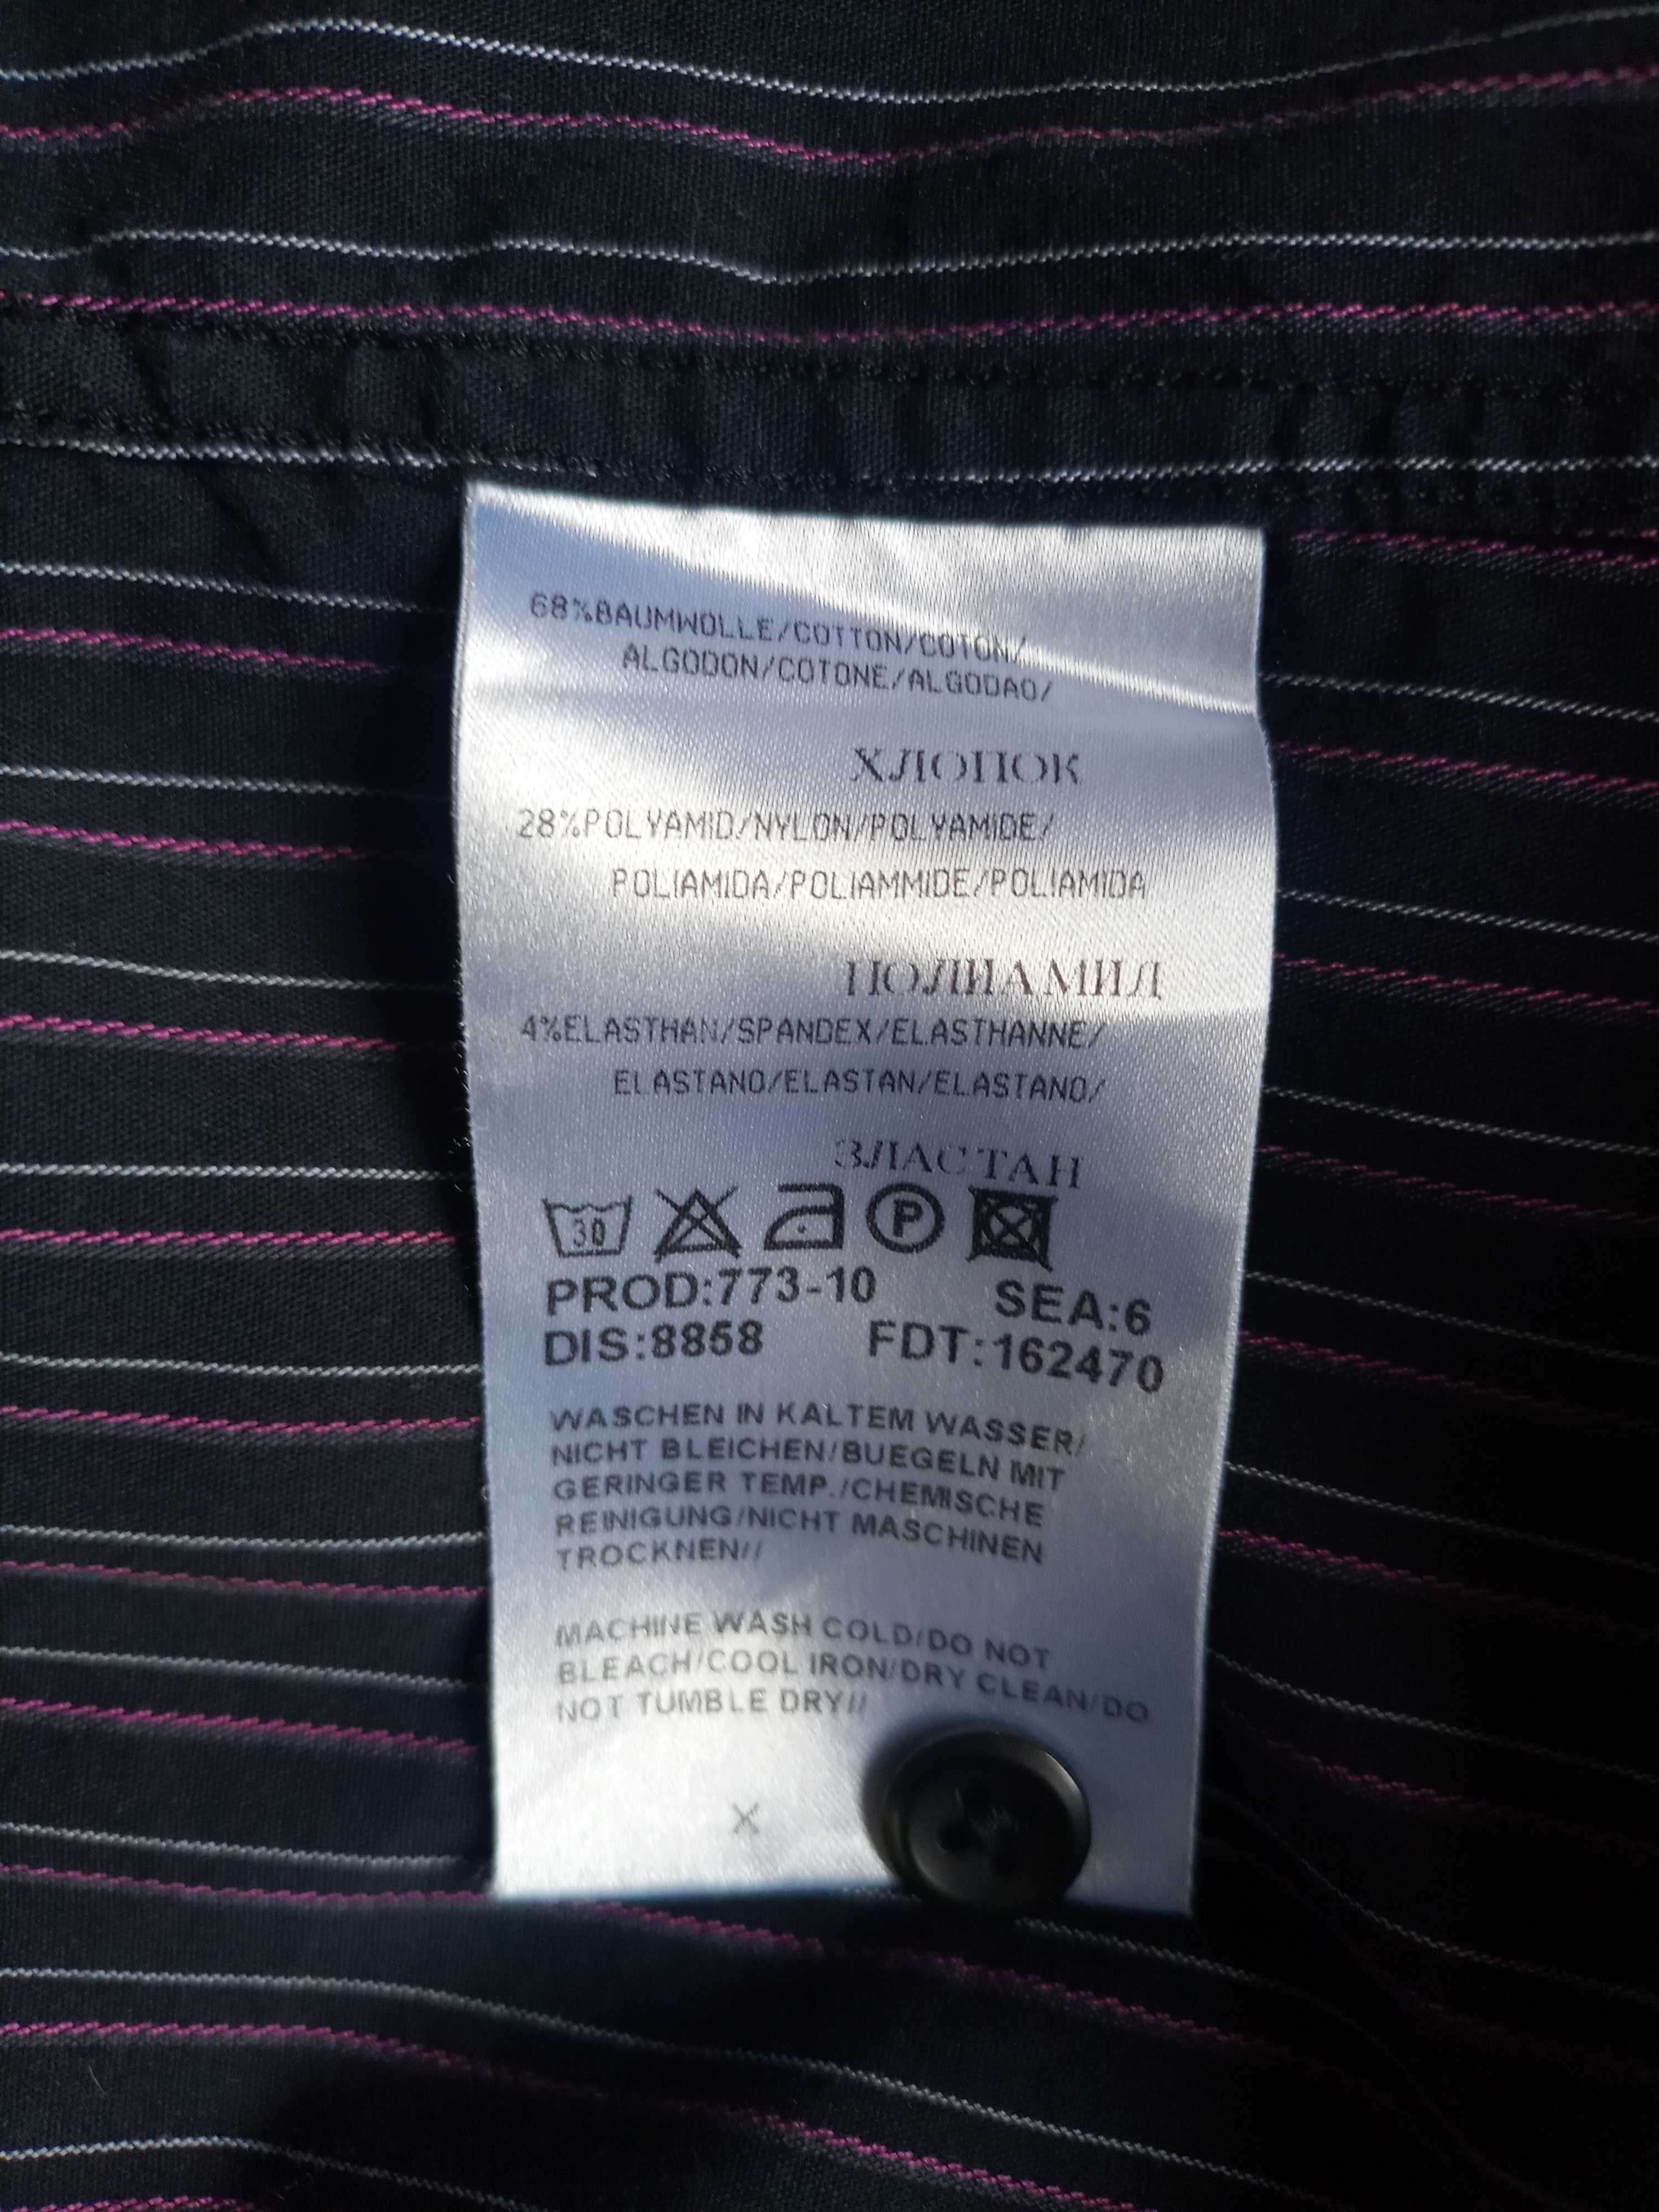 68%BAUMWOLLE/COTTON/COTON/
ALGODON/COTONE/ALGODAO/
ХЛОПОК
28%POLYAMID/NYLON/POLYAMIDE/
POLIAMIDA/POLIAMMIDE/POLIAMIDA
ПОЛИАМИД
4%ELASTHAN/SPANDEX/ELASTHANNE/
ELASTANO/ELASTAN/ELASTANO/
ЗЛАСТАН
30 P
PROD:773-10 SEA:6
DIS:8858 FDT:162470
WASCHEN IN KALTEM WASSER/
NICHT BLEICHEN/BUEGELN MIT
GERINGER TEMP./CHEMISCHE
REINIGUNG/NICHT MASCHINEN
TROCKNEN//
MACHINE WASH COLD/DO NOT
BLEACH/COOL IRON/DRY CLEAN/DO
NOT TUMBLE DRY//
X